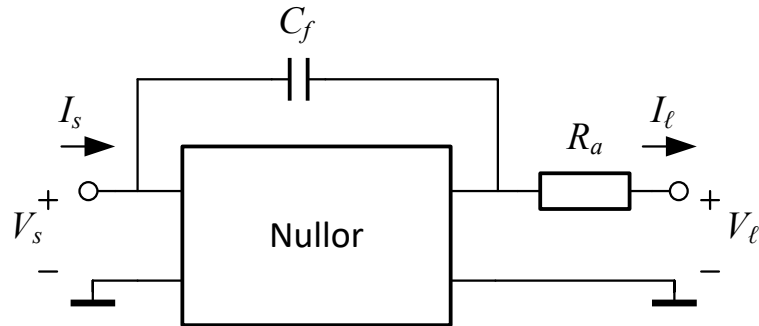 C_f
I_s
R_a
I_ℓ
+
V_s
−
Nullor
+
V_ℓ
−